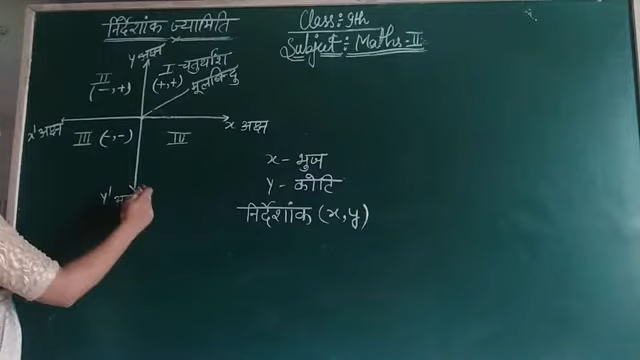 निर्देशांक ज्यामिति
Class: 9th
Subject: Maths-II
y अक्ष
II
(-,+)
I - चतुर्थांश
(+,+)
मूलबिन्दु
x' अक्ष
x अक्ष
III (-,-)
III
y'
x - भुज
y - कोटि
निर्देशांक (x,y)